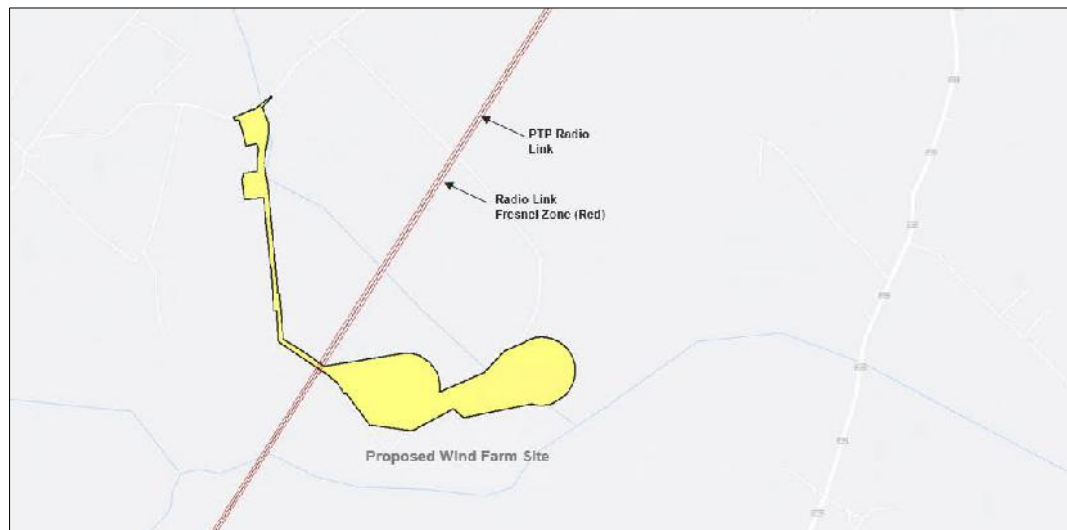 PTP Radio
Link
Radio Link
Fresnel Zone (Red)
Proposed Wind Farm Site